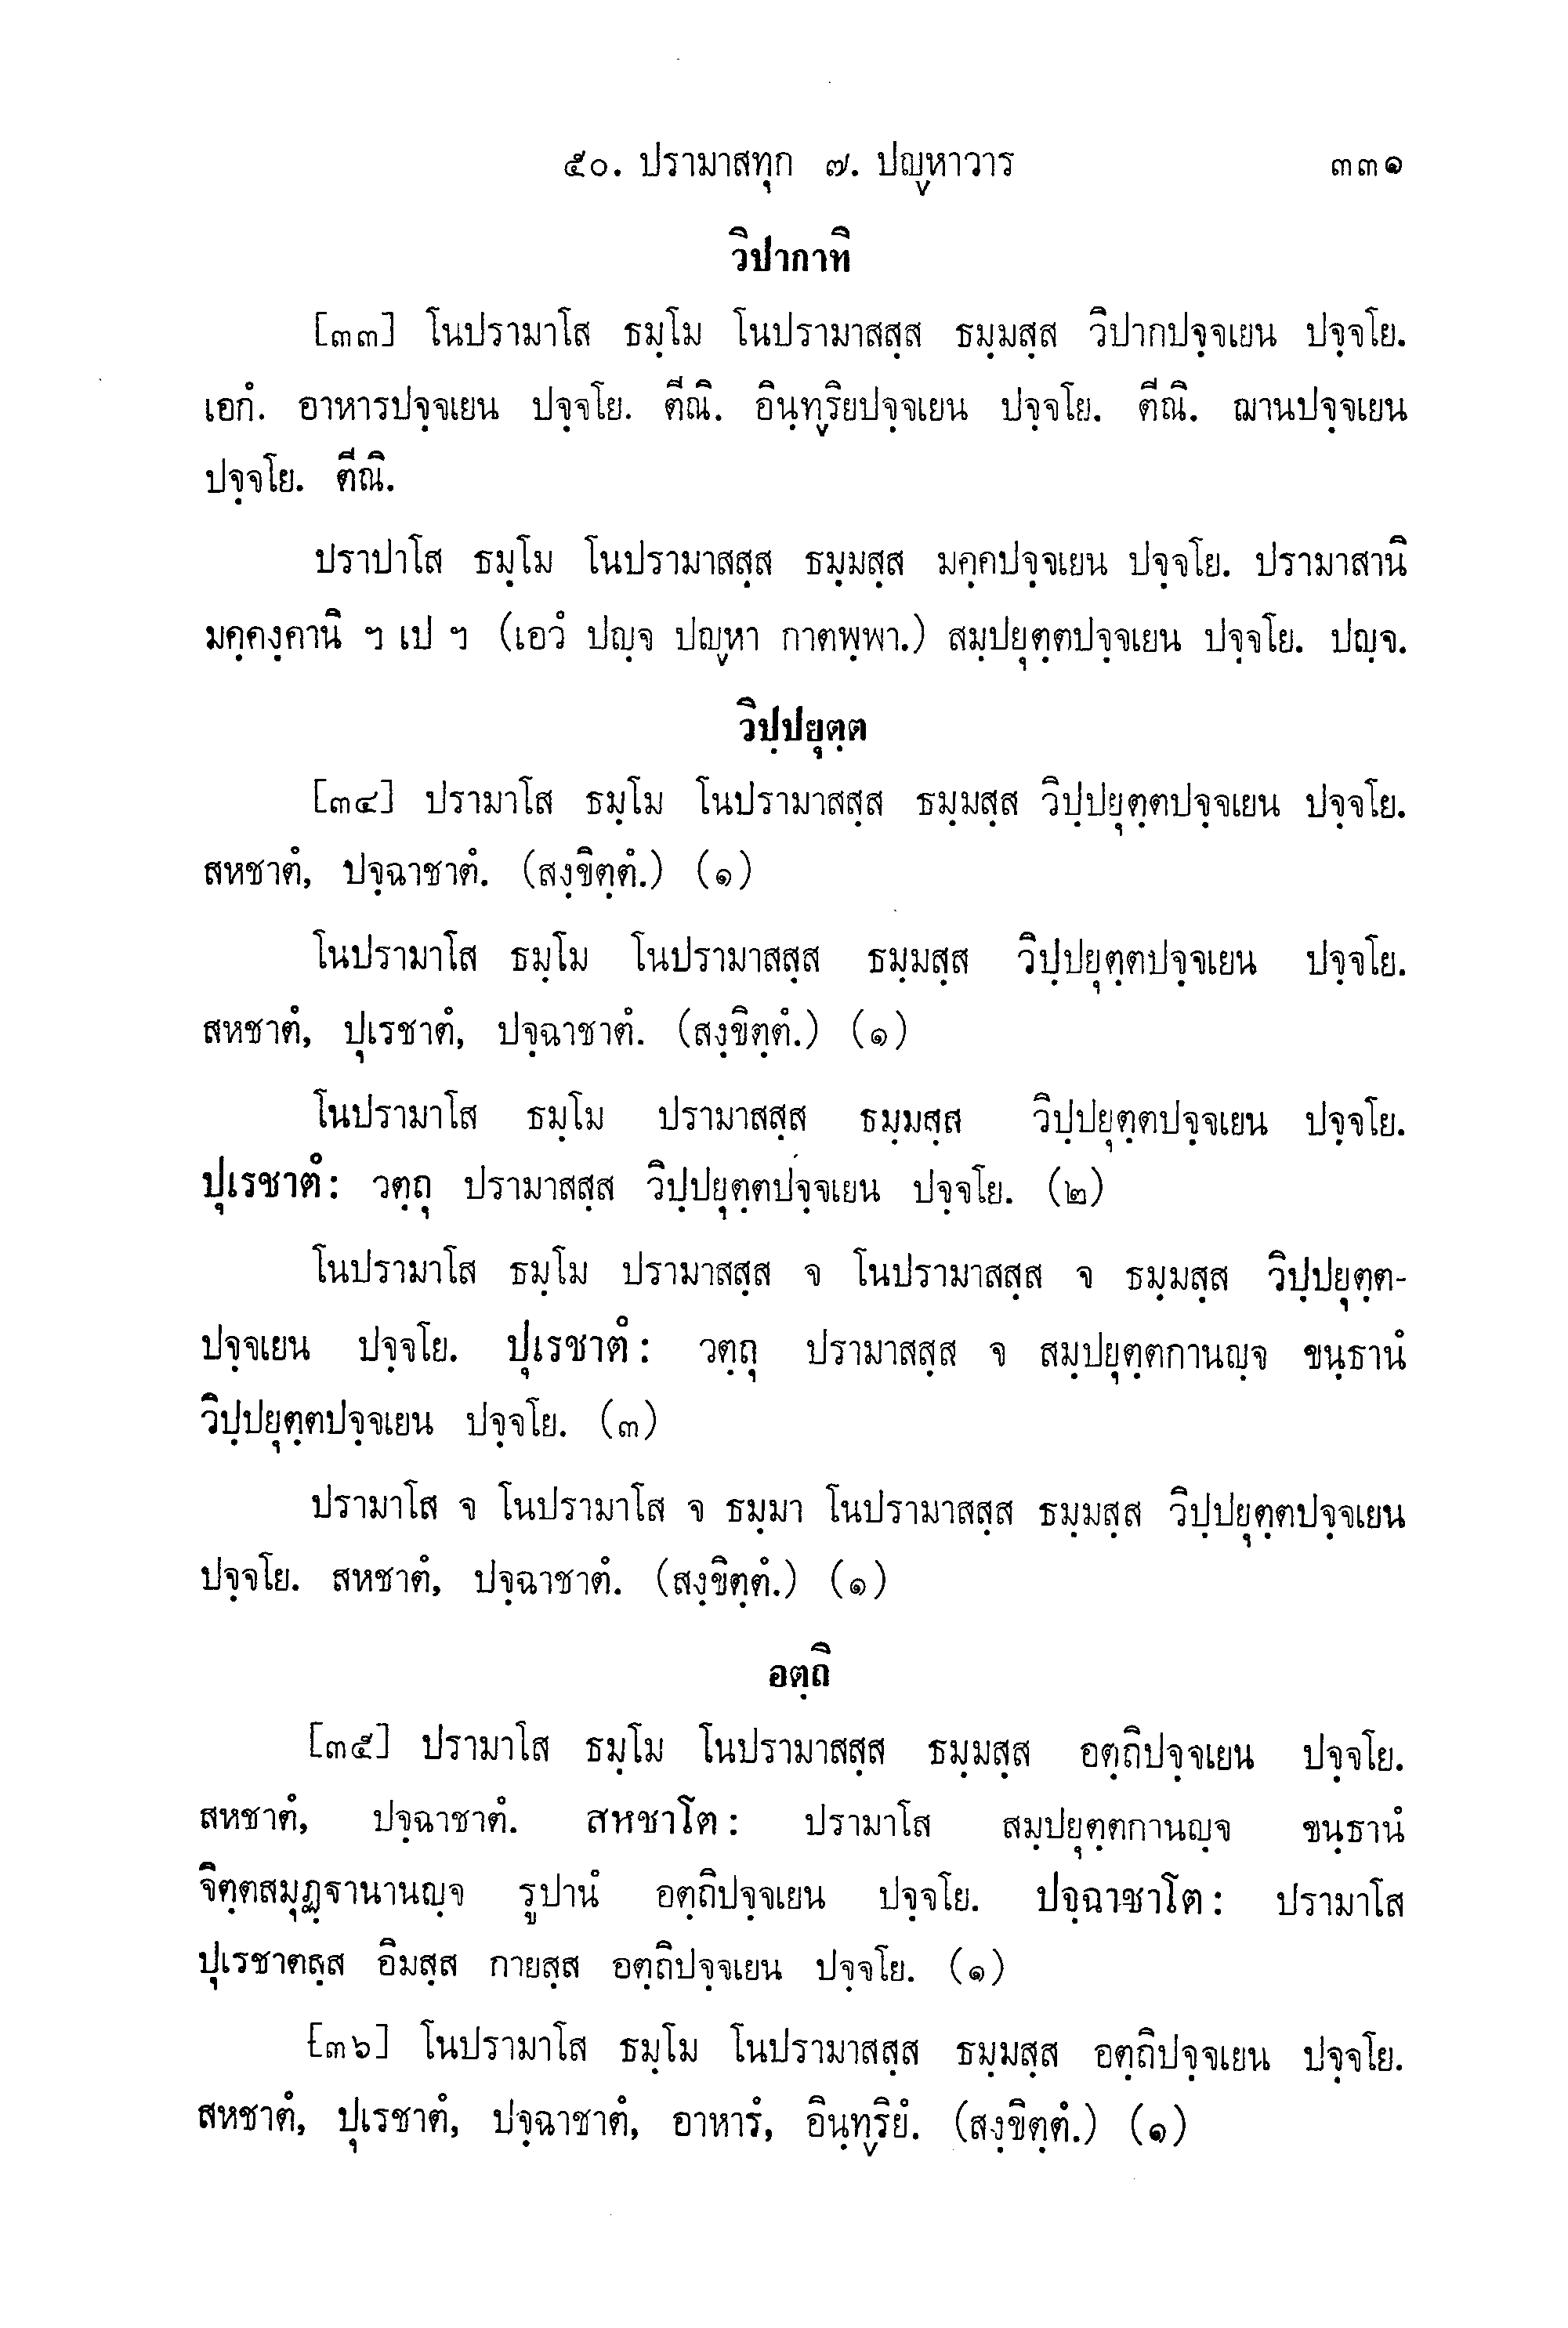 ๕๐. ปรามาสทุก ๗. ปญฺหาวาร ๓๓๑
วิปากาทิ
[๓๓] โนปรามาโส ธมฺโม โนปรามาสสฺส ธมฺมสฺส วิปากปจฺจเยน ปจฺจโย.
เอกํ. อาหารปจฺจเยน ปจฺจโย. ตีณิ. อินฺทฺริยปจฺจเยน ปจฺจโย. ตีณิ. ฌานปจฺจเยน
ปจฺจโย. ตีณิ.
ปราปาโส ธมฺโม โนปรามาสสฺส ธมฺมสฺส มคฺคปจฺจเยน ปจฺจโย. ปรามาสานิ
มคฺคงฺคานิ ฯ เป ฯ (เอวํ ปญฺจ ปญฺหา กาตพฺพา.) สมฺปยุตฺตปจฺจเยน ปจฺจโย. ปญฺจ.
วิปฺปยุตฺต
[๓๔] ปรามาโส ธมฺโม โนปรามาสสฺส ธมฺมสฺส วิปฺปยุตฺตปจฺจเยน ปจฺจโย.
สหชาตํ, ปจฺฉาชาตํ. (สงฺขิตฺตํ.) (๑)
โนปรามาโส ธมฺโม โนปรามาสสฺส ธมฺมสฺส วิปฺปยุตฺตปจฺจเยน ปจฺจโย.
สหชาตํ, ปุเรชาตํ, ปจฺฉาชาตํ. (สงฺขิตฺตํ.) (๑)
โนปรามาโส ธมฺโม ปรามาสสฺส ธมฺมสฺส วิปฺปยุตฺตปจฺจเยน ปจฺจโย.
ปุเรชาตํ: วตฺถุ ปรามาสสฺส วิปฺปยุตฺตปจฺจเยน ปจฺจโย. (๒)
โนปรามาโส ธมฺโม ปรามาสสฺส จ โนปรามาสสฺส จ ธมฺมสฺส วิปฺปยุตฺต-
ปจฺจเยน ปจฺจโย. ปุเรชาตํ: วตฺถุ ปรามาสสฺส จ สมฺปยุตฺตกานญฺจ ขนฺธานํ
วิปฺปยุตฺตปจฺจเยน ปจฺจโย. (๓)
ปรามาโส จ โนปรามาโส จ ธมฺมา โนปรามาสสฺส ธมฺมสฺส วิปฺปยุตฺตปจฺจเยน
ปจฺจโย. สหชาตํ, ปจฺฉาชาตํ. (สงฺขิตฺตํ.) (๑)
อตฺถิ
[๓๕] ปรามาโส ธมฺโม โนปรามาสสฺส ธมฺมสฺส อตฺถิปจฺจเยน ปจฺจโย.
สหชาตํ, ปจฺฉาชาตํ. สหชาโต: ปรามาโส สมฺปยุตฺตกานญฺจ ขนฺธานํ
จิตฺตสมุฏฺฐานานญฺจ รูปานํ อตฺถิปจฺจเยน ปจฺจโย. ปจฺฉาชาโต: ปรามาโส
ปุเรชาตสฺส อิมสฺส กายสฺส อตฺถิปจฺจเยน ปจฺจโย. (๑)
[๓๖] โนปรามาโส ธมฺโม โนปรามาสสฺส ธมฺมสฺส อตฺถิปจฺจเยน ปจฺจโย.
สหชาตํ, ปุเรชาตํ, ปจฺฉาชาตํ, อาหารํ, อินฺทฺริยํ. (สงฺขิตฺตํ.) (๑)